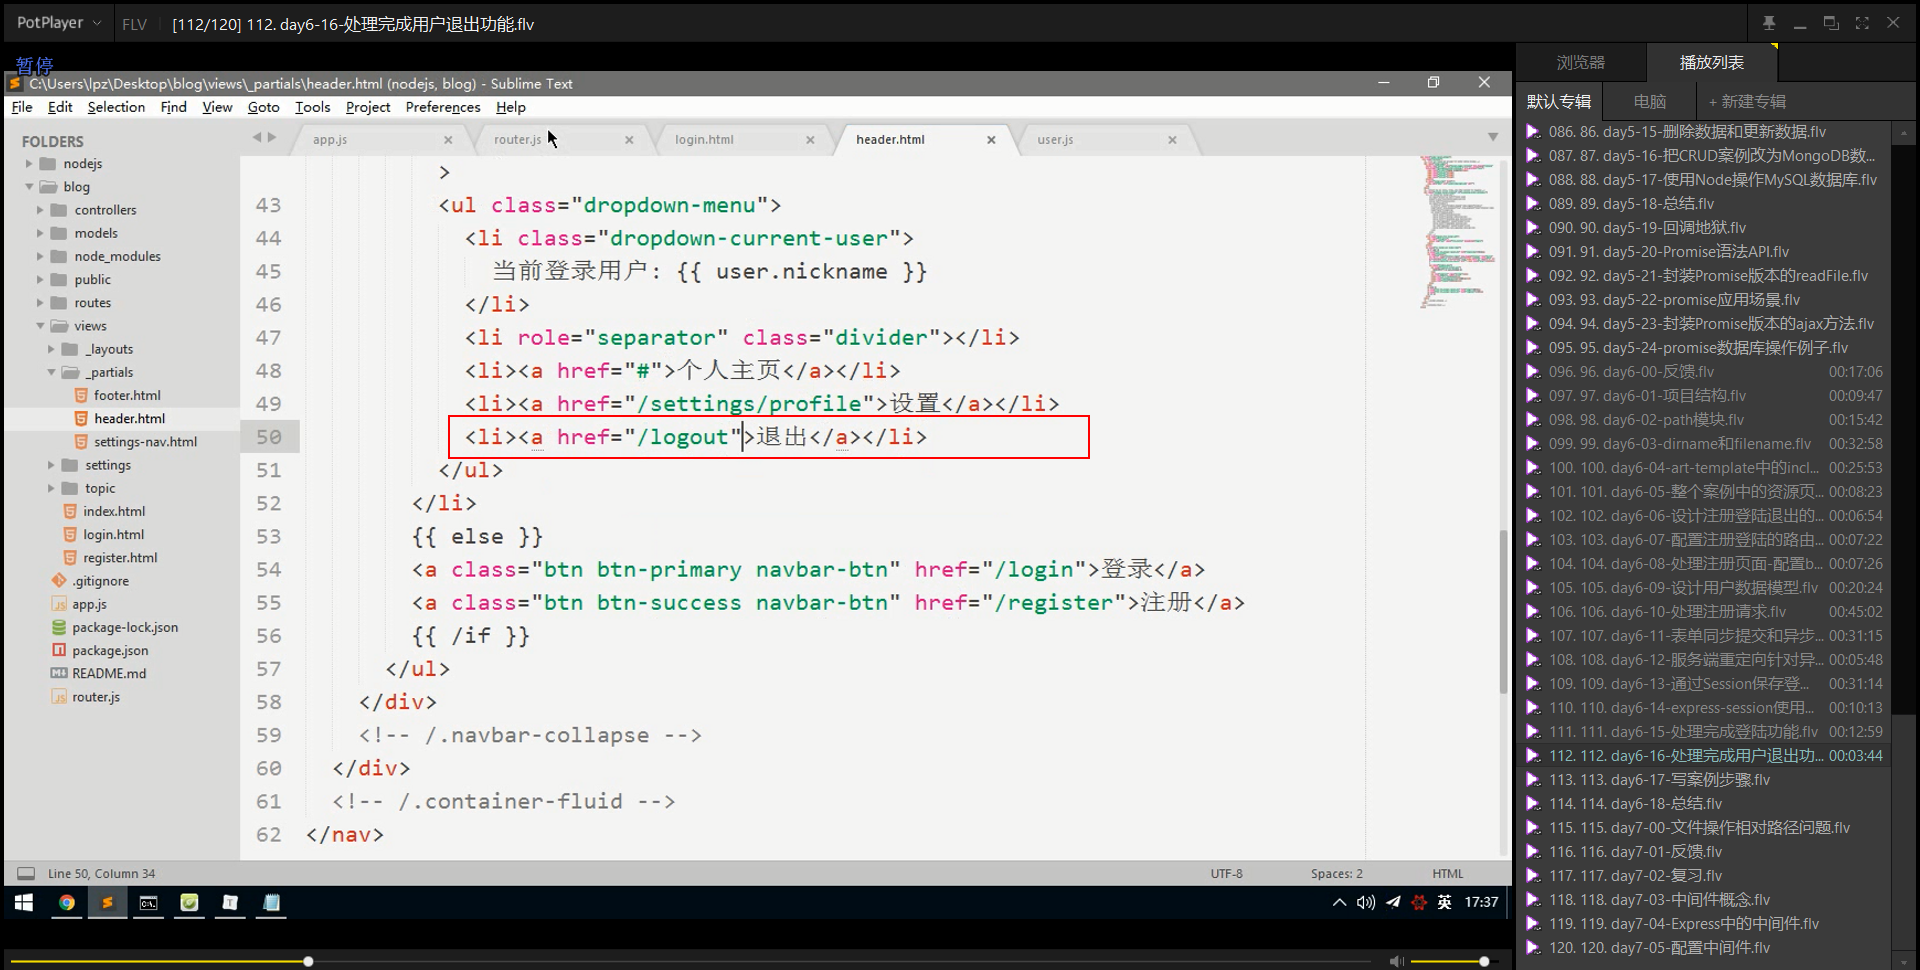 PotPlayer
FLV
[112/120] 112. day6-16-处理完成用户退出功能.flv
暂停
C:\Users\lpz\Desktop\blog\views\_partials\header.html (nodejs, blog) - Sublime Text
File Edit Selection Find View Goto Tools Project Preferences Help
FOLDERS
nodejs
blog
controllers
models
node_modules
public
routes
views
_layouts
_partials
footer.html
header.html
settings-nav.html
settings
topic
index.html
login.html
register.html
.gitignore
app.js
package-lock.json
package.json
README.md
router.js
app.js
router.js
login.html
header.html
user.js
>
43 <ul class="dropdown-menu">
44 <li class="dropdown-current-user">
45 当前登录用户: {{ user.nickname }}
46 </li>
47 <li role="separator" class="divider"></li>
48 <li><a href="#">个人主页</a></li>
49 <li><a href="/settings/profile">设置</a></li>
50 <li><a href="/logout">退出</a></li>
51 </ul>
52 </li>
53 {{ else }}
54 <a class="btn btn-primary navbar-btn" href="/login">登录</a>
55 <a class="btn btn-success navbar-btn" href="/register">注册</a>
56 {{ /if }}
57 </ul>
58 </div>
59 <!-- /.navbar-collapse -->
60 </div>
61 <!-- /.container-fluid -->
62 </nav>
Line 50, Column 34
UTF-8
Spaces: 2
HTML
英
17:37
浏览器
播放列表
默认专辑
电脑
+ 新建专辑
086. 86. day5-15-删除数据和更新数据.flv
087. 87. day5-16-把CRUD案例改为MongoDB数...
088. 88. day5-17-使用Node操作MySQL数据库.flv
089. 89. day5-18-总结.flv
090. 90. day5-19-回调地狱.flv
091. 91. day5-20-Promise语法API.flv
092. 92. day5-21-封装Promise版本的readFile.flv
093. 93. day5-22-promise应用场景.flv
094. 94. day5-23-封装Promise版本的ajax方法.flv
095. 95. day5-24-promise数据库操作例子.flv
096. 96. day6-00-反馈.flv 00:17:06
097. 97. day6-01-项目结构.flv 00:09:47
098. 98. day6-02-path模块.flv 00:15:42
099. 99. day6-03-dirname和filename.flv 00:32:58
100. 100. day6-04-art-template中的incl... 00:25:53
101. 101. day6-05-整个案例中的资源页... 00:08:23
102. 102. day6-06-设计注册登陆退出的... 00:06:54
103. 103. day6-07-配置注册登陆的路由... 00:07:22
104. 104. day6-08-处理注册页面-配置b... 00:07:26
105. 105. day6-09-设计用户数据模型.flv 00:20:24
106. 106. day6-10-处理注册请求.flv 00:45:02
107. 107. day6-11-表单同步提交和异步... 00:31:15
108. 108. day6-12-服务端重定向针对异... 00:05:48
109. 109. day6-13-通过Session保存登... 00:31:14
110. 110. day6-14-express-session使用... 00:10:13
111. 111. day6-15-处理完成登陆功能.flv 00:12:59
112. 112. day6-16-处理完成用户退出功... 00:03:44
113. 113. day6-17-写案例步骤.flv
114. 114. day6-18-总结.flv
115. 115. day7-00-文件操作相对路径问题.flv
116. 116. day7-01-反馈.flv
117. 117. day7-02-复习.flv
118. 118. day7-03-中间件概念.flv
119. 119. day7-04-Express中的中间件.flv
120. 120. day7-05-配置中间件.flv